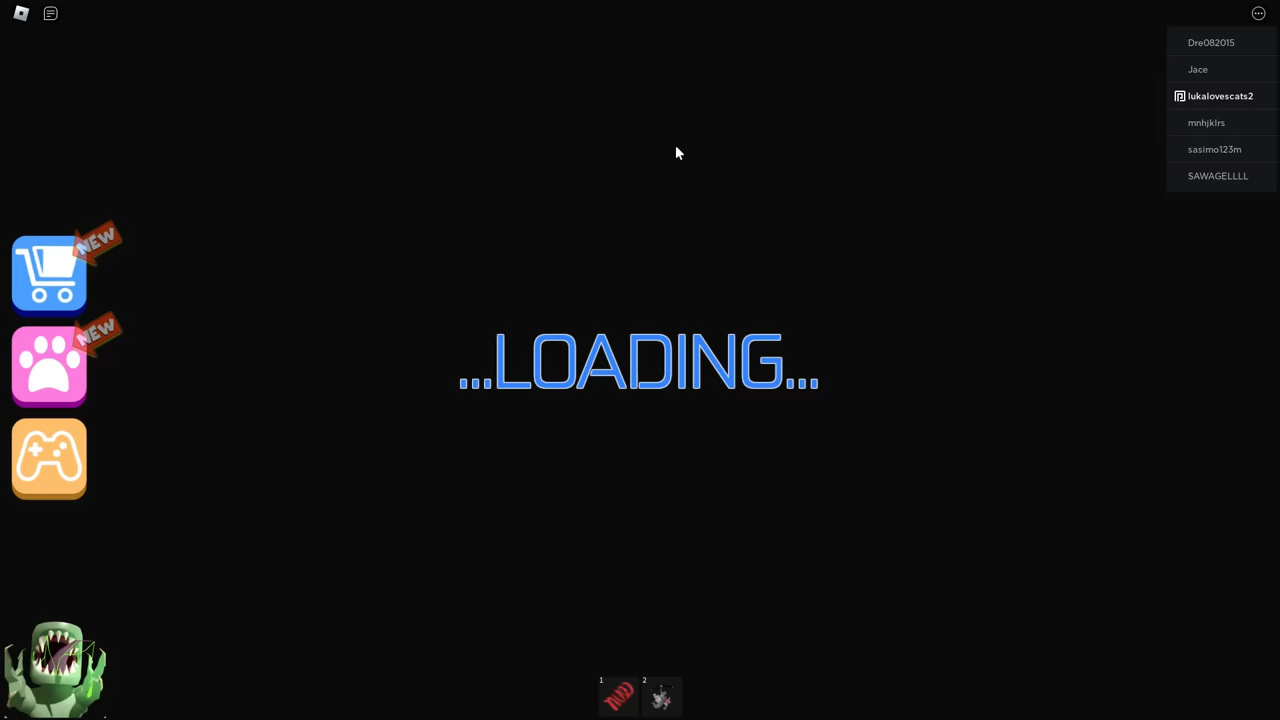 Dre082015
Jace
lukalovescats2
mnhjklrs
sasimo123m
SAWAGELLLL
NEW
NEW
...LOADING...
1
2